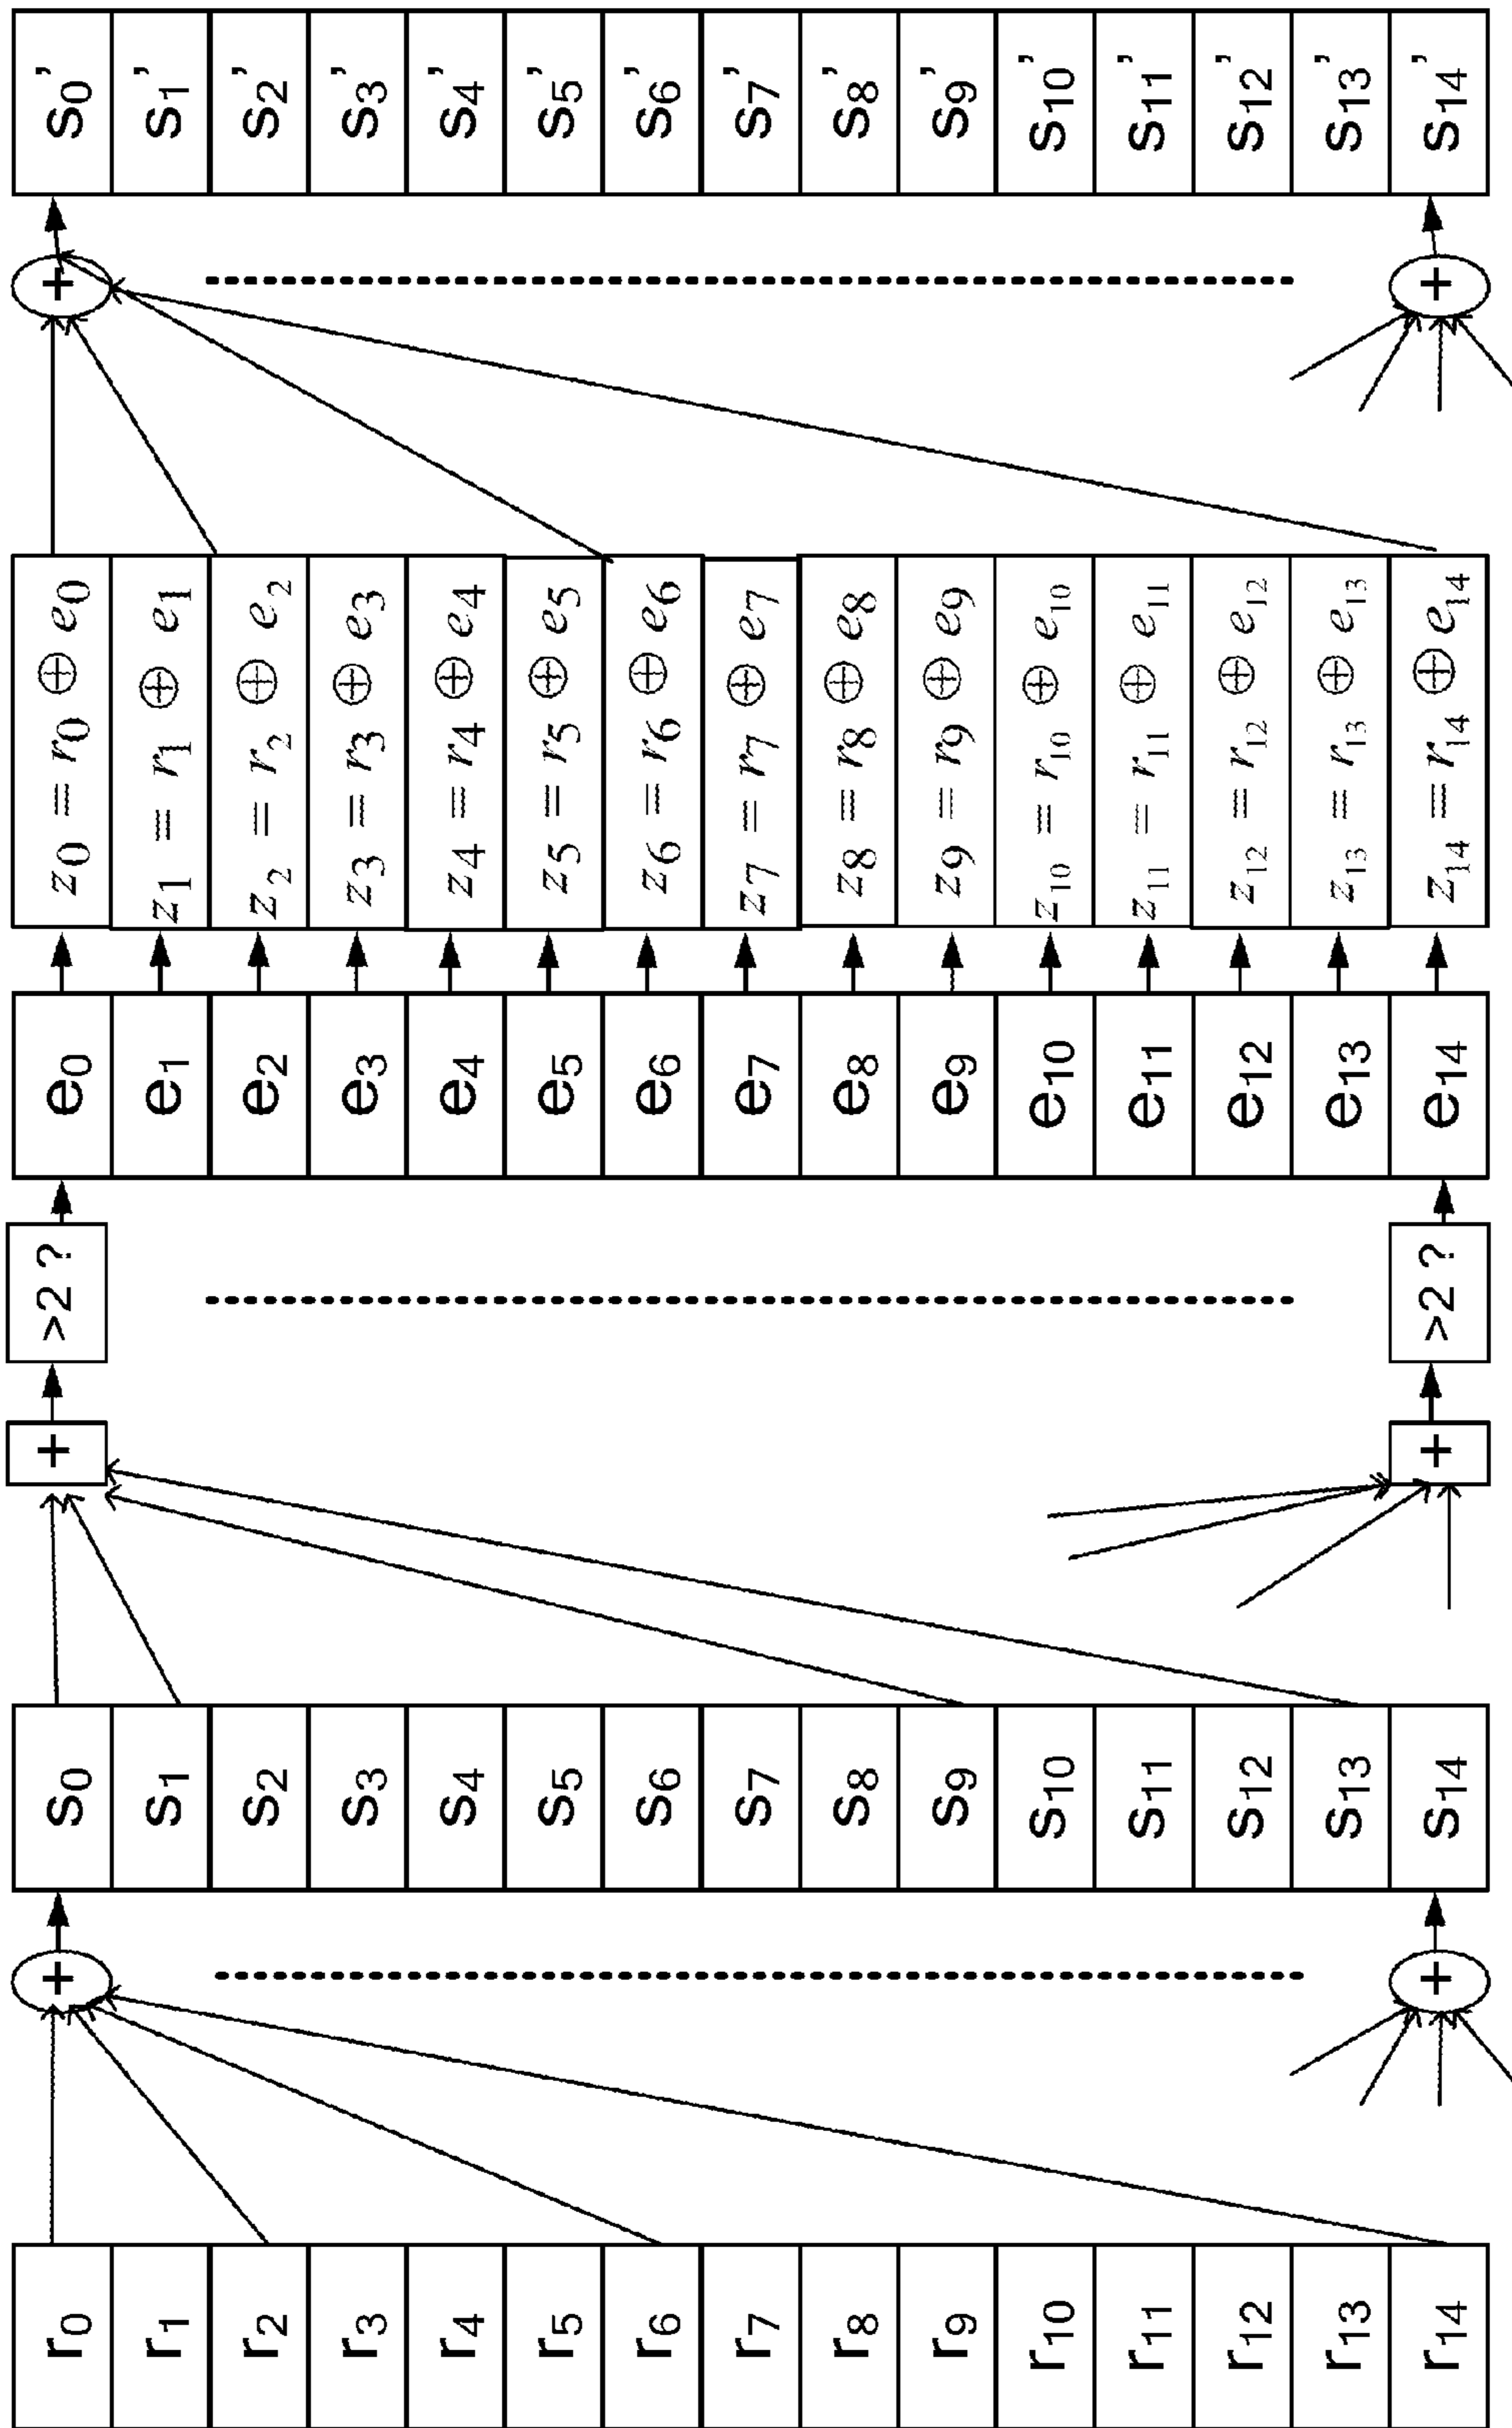 r₀ + s₀ + >2 ? e₀ z₀ = r₀ ⊕ e₀ + s₀'
r₁ s₁ e₁ z₁ = r₁ ⊕ e₁ s₁'
r₂ s₂ e₂ z₂ = r₂ ⊕ e₂ s₂'
r₃ s₃ e₃ z₃ = r₃ ⊕ e₃ s₃'
r₄ s₄ e₄ z₄ = r₄ ⊕ e₄ s₄'
r₅ s₅ e₅ z₅ = r₅ ⊕ e₅ s₅'
r₆ s₆ e₆ z₆ = r₆ ⊕ e₆ s₆'
r₇ s₇ e₇ z₇ = r₇ ⊕ e₇ s₇'
r₈ s₈ e₈ z₈ = r₈ ⊕ e₈ s₈'
r₉ s₉ e₉ z₉ = r₉ ⊕ e₉ s₉'
r₁₀ s₁₀ e₁₀ z₁₀ = r₁₀ ⊕ e₁₀ s₁₀'
r₁₁ s₁₁ e₁₁ z₁₁ = r₁₁ ⊕ e₁₁ s₁₁'
r₁₂ s₁₂ e₁₂ z₁₂ = r₁₂ ⊕ e₁₂ s₁₂'
r₁₃ s₁₃ e₁₃ z₁₃ = r₁₃ ⊕ e₁₃ s₁₃'
r₁₄ + s₁₄ + >2 ? e₁₄ z₁₄ = r₁₄ ⊕ e₁₄ + s₁₄'